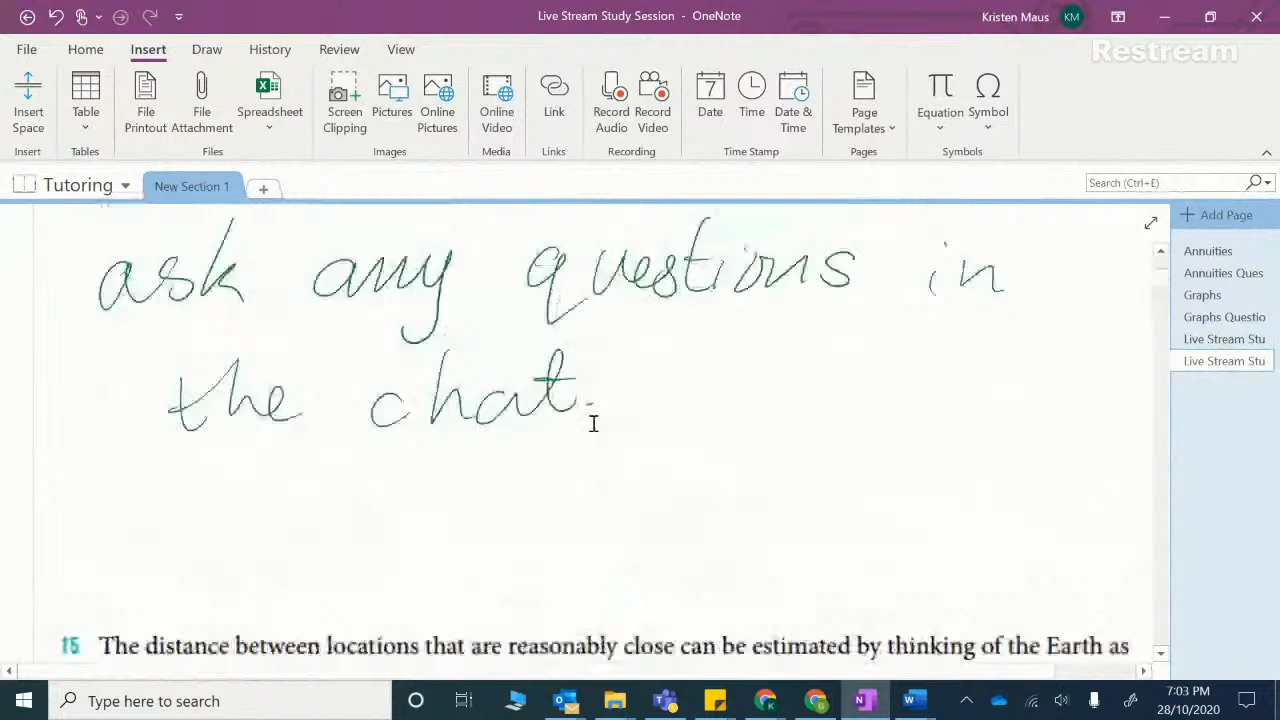 Live Stream Study Session - OneNote
Kristen Maus KM
File Home Insert Draw History Review View
Restream
Insert Space
Table
File Printout
File Attachment
Spreadsheet
Screen Clipping
Pictures
Online Pictures
Online Video
Link
Record Audio
Record Video
7
Date
Time
Date & Time
Page Templates
π
Equation
Ω
Symbol
Insert Tables Files Images Media Links Recording Time Stamp Pages Symbols
Tutoring New Section 1 +
Search (Ctrl+E)
Add Page
Annuities
Annuities Ques
Graphs
Graphs Questio
Live Stream Stu
Live Stream Stu
ask any questions in
the chat.
15 The distance between locations that are reasonably close can be estimated by thinking of the Earth as
Type here to search
7:03 PM
28/10/2020